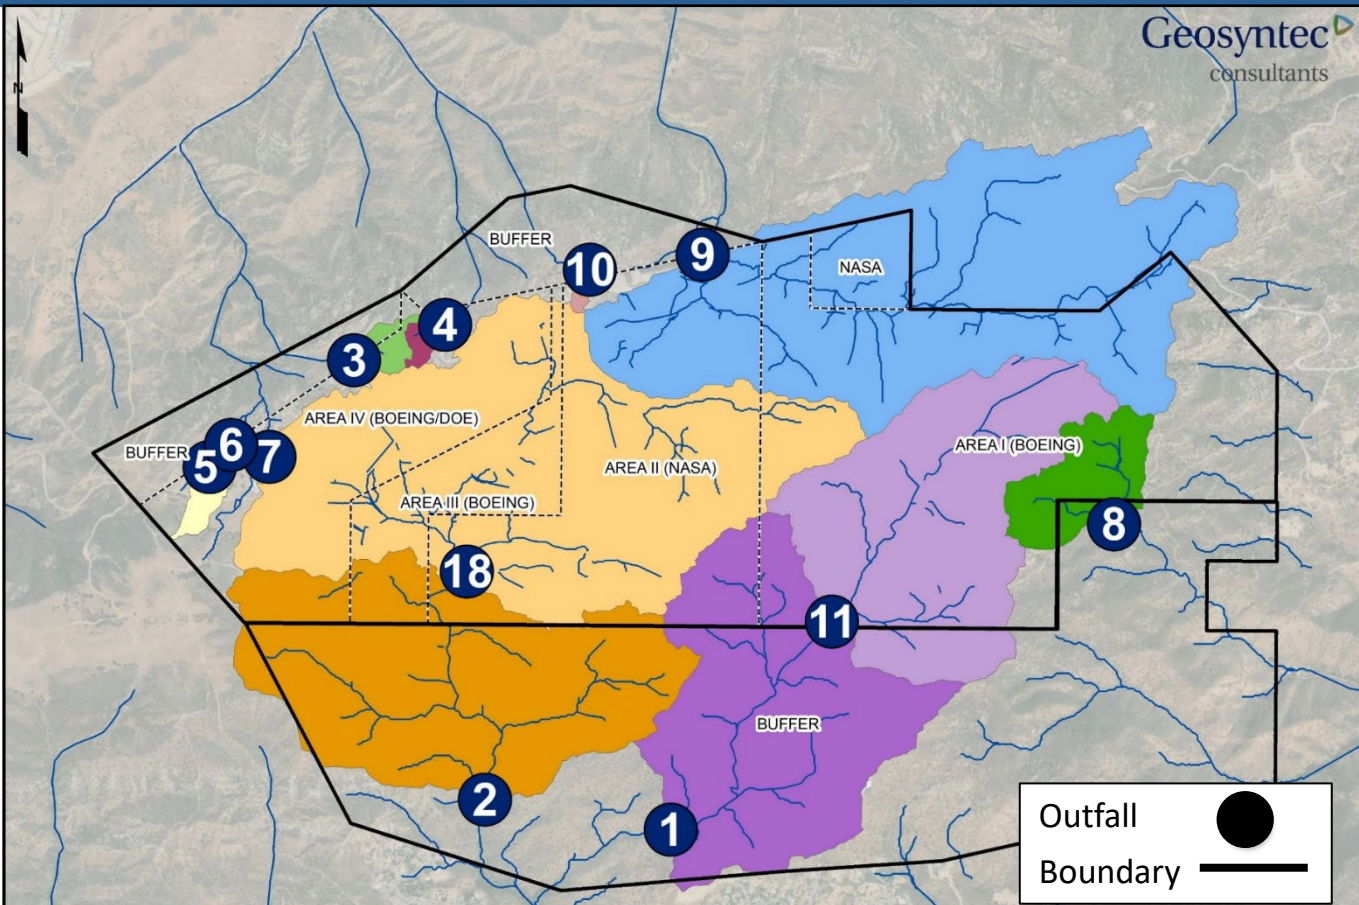 Geosyntec
consultants
N
BUFFER
NASA
10
9
4
3
AREA IV (BOEING/DOE)
AREA I (BOEING)
BUFFER
6
5
7
AREA II (NASA)
AREA III (BOEING)
8
18
11
BUFFER
2
1
Outfall
Boundary